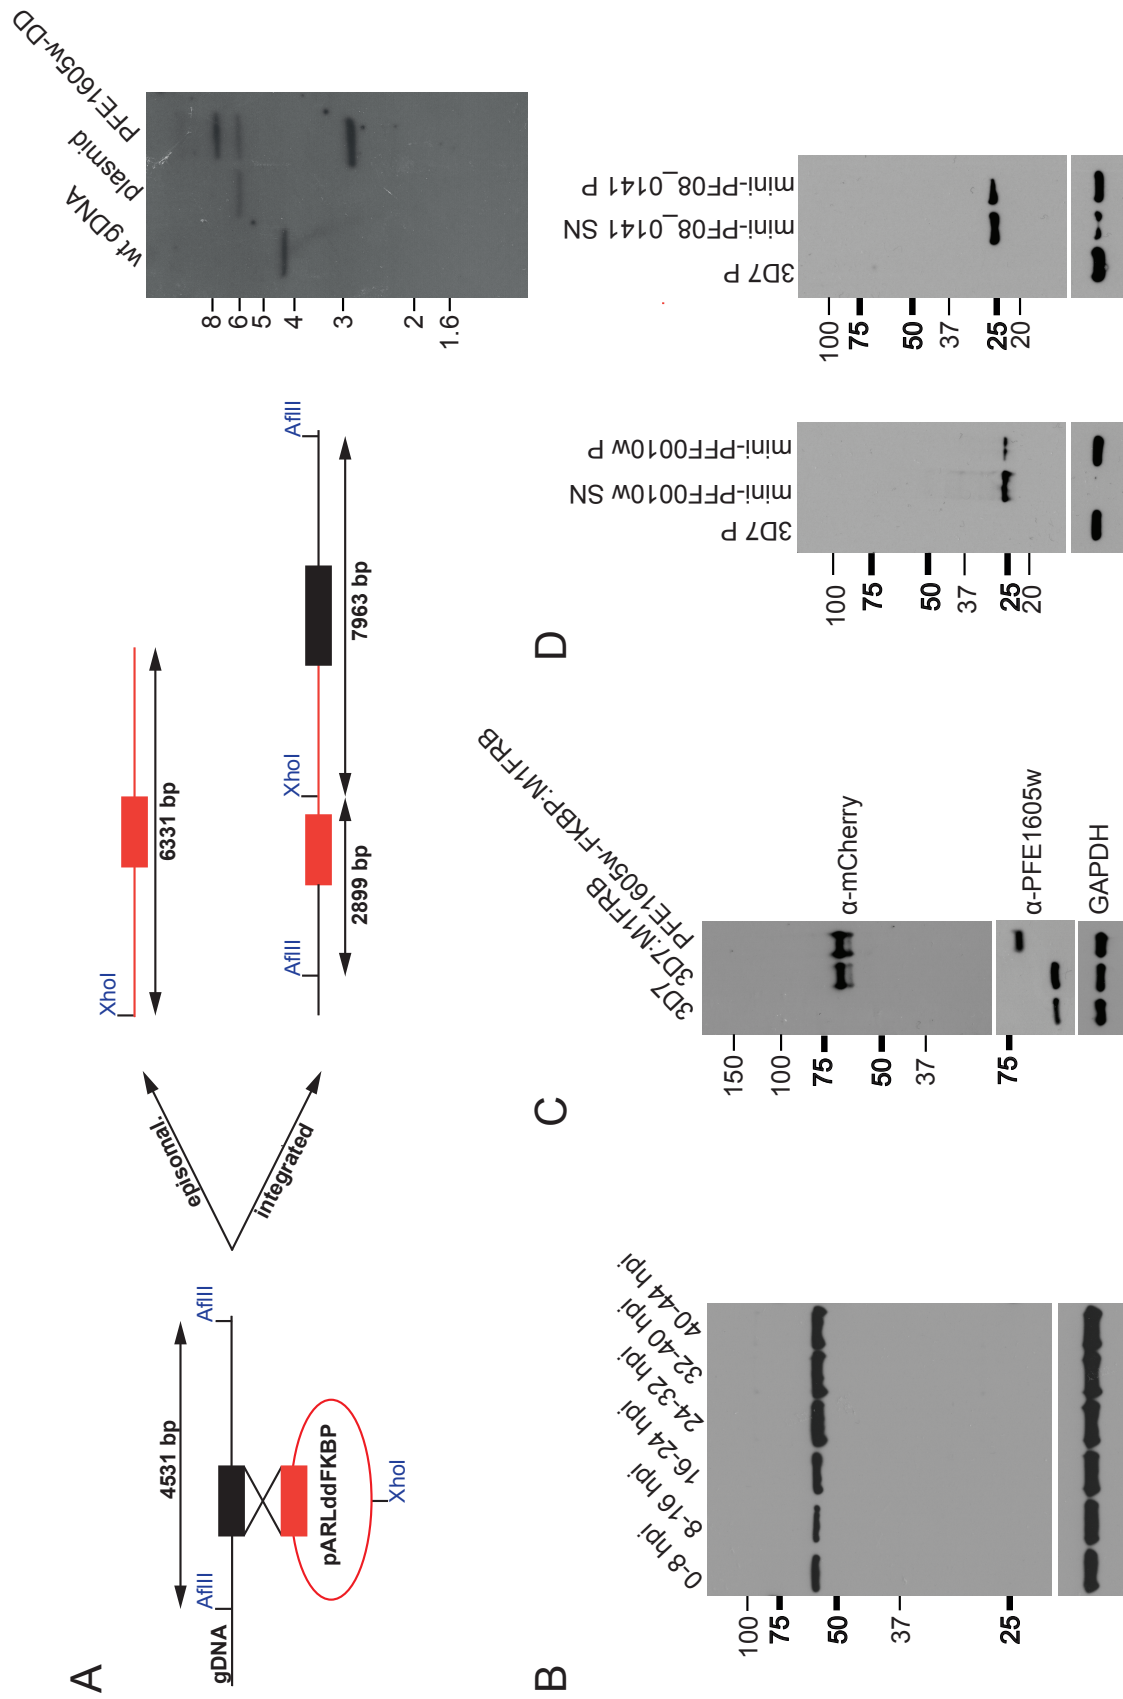 A
gDNA
AflII
4531 bp
AflII
pARLddFKBP
XhoI
episomal.
integrated
XhoI
6331 bp
AflII
2899 bp
XhoI
7963 bp
AflII
wt gDNA
plasmid
PFE1605w-DD
8
6
5
4
3
2
1.6
B
0-8 hpi
8-16 hpi
16-24 hpi
24-32 hpi
32-40 hpi
40-44 hpi
100
75
50
37
25
C
3D7
3D7:M1FRB
PFE1605w-FKBP:M1FRB
150
100
75
50
37
75
α-mCherry
α-PFE1605w
GAPDH
D
3D7 P
mini-PFF0010w SN
mini-PFF0010w P
100
75
50
37
25
20
3D7 P
mini-PF08_0141 SN
mini-PF08_0141 P
100
75
50
37
25
20